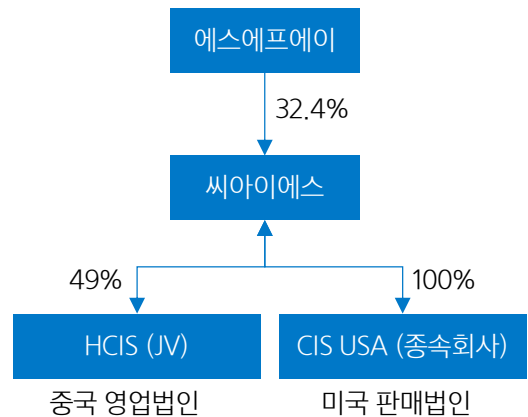 에스에프에이
32.4%
씨아이에스
49%
100%
HCIS (JV)
CIS USA (종속회사)
중국 영업법인
미국 판매법인